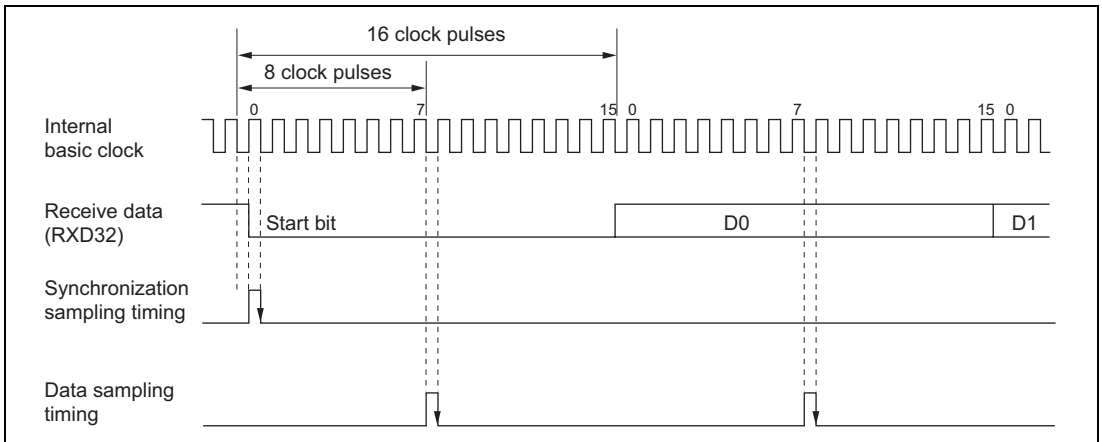 16 clock pulses
8 clock pulses
0 7 15 0 7 15 0
Internal
basic clock
Receive data
(RXD32)
Start bit D0 D1
Synchronization
sampling timing
Data sampling
timing